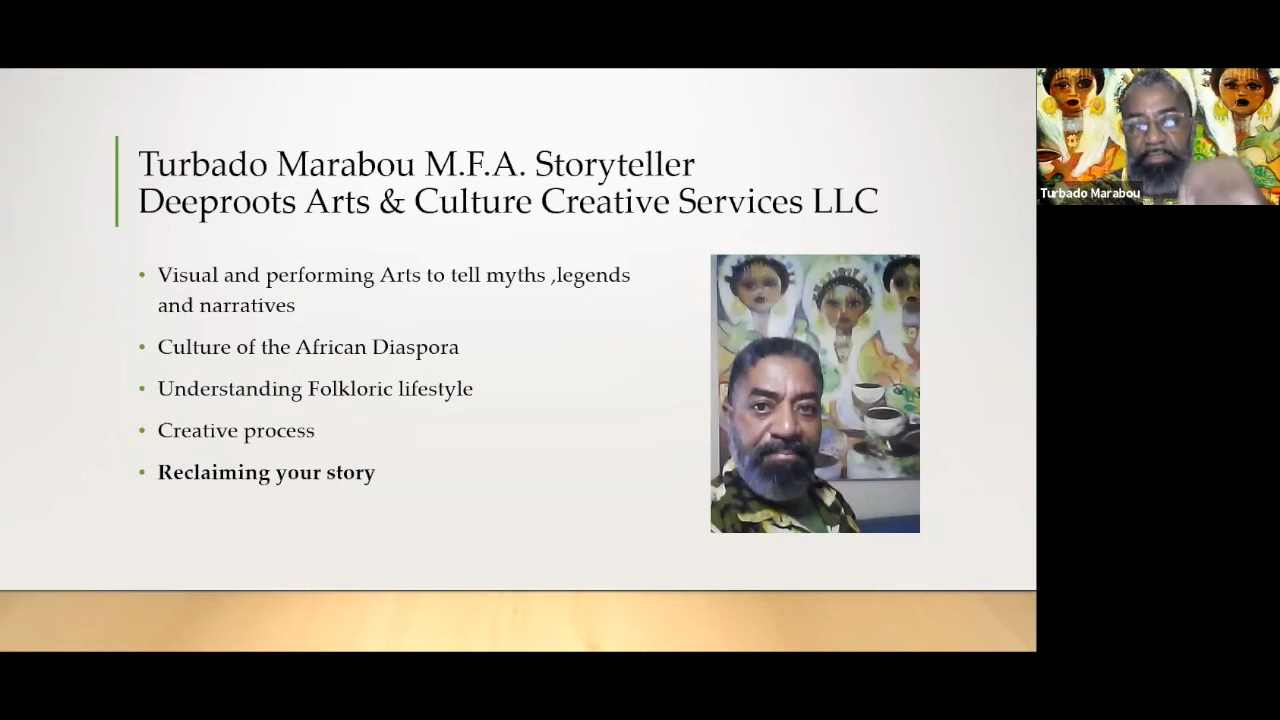 Turbado Marabou M.F.A. Storyteller
Deeproots Arts & Culture Creative Services LLC
• Visual and performing Arts to tell myths ,legends
and narratives
• Culture of the African Diaspora
• Understanding Folkloric lifestyle
• Creative process
• Reclaiming your story
Turbado Marabou